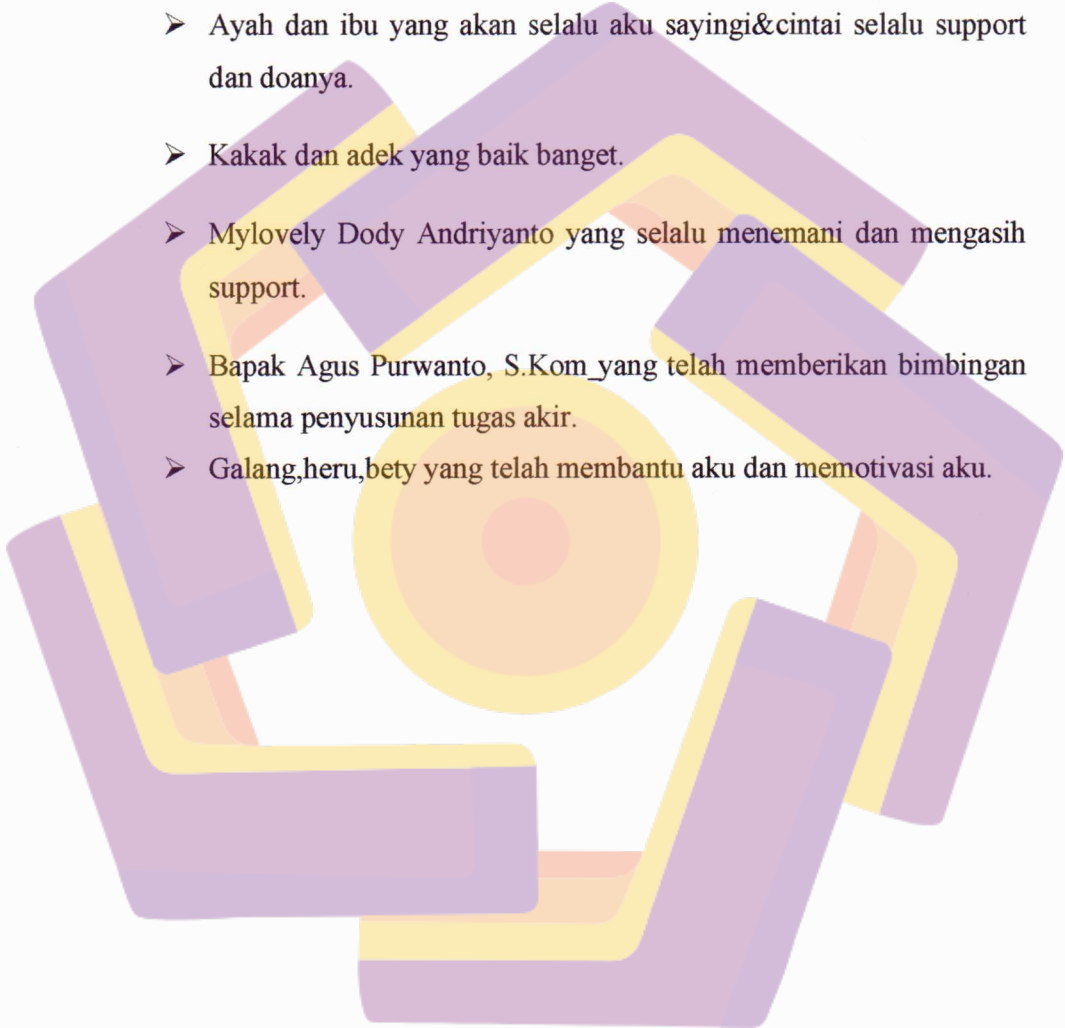 ➢ Ayah dan ibu yang akan selalu aku sayingi&cintai selalu support
dan doanya.
➢ Kakak dan adek yang baik banget.
➢ Mylovely Dody Andriyanto yang selalu menemani dan mengasih
support.
➢ Bapak Agus Purwanto, S.Kom_yang telah memberikan bimbingan
selama penyusunan tugas akir.
➢ Galang,heru,bety yang telah membantu aku dan memotivasi aku.